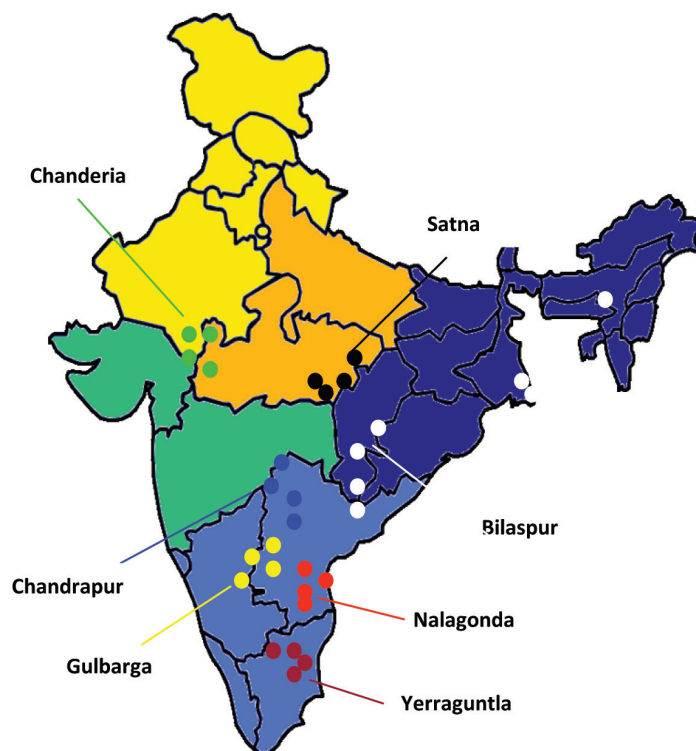 Chanderia
Satna
Bilaspur
Chandrapur
Nalagonda
Gulbarga
Yerraguntla